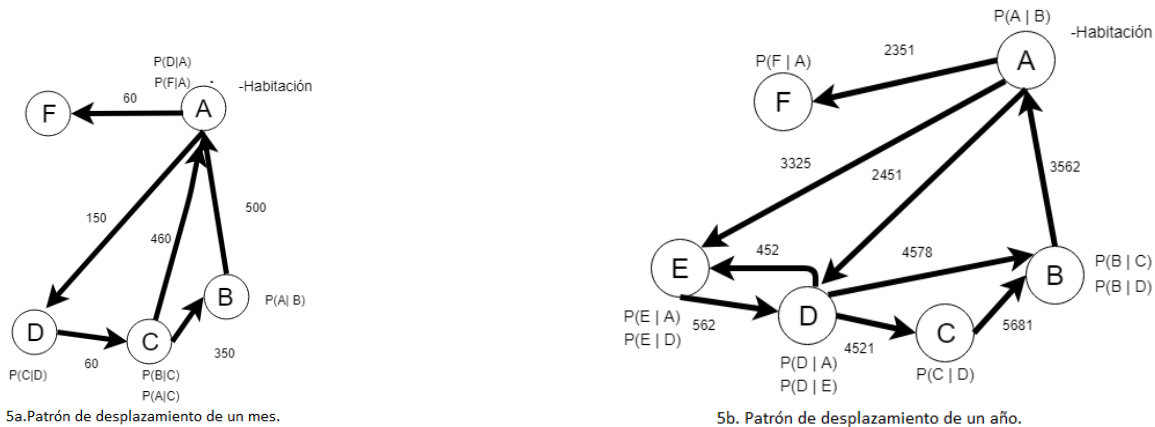 P(D|A)
P(F|A)
-Habitación
F
60
A
150
460
500
D
C
B
P(A| B)
60
350
P(C|D)
P(B|C)
P(A|C)
5a.Patrón de desplazamiento de un mes.
P(A | B)
-Habitación
P(F | A)
2351
A
F
3325
2451
3562
E
452
4578
B
P(B | C)
P(B | D)
P(E | A)
P(E | D)
562
D
4521
C
5681
P(D | A)
P(D | E)
P(C | D)
5b. Patrón de desplazamiento de un año.